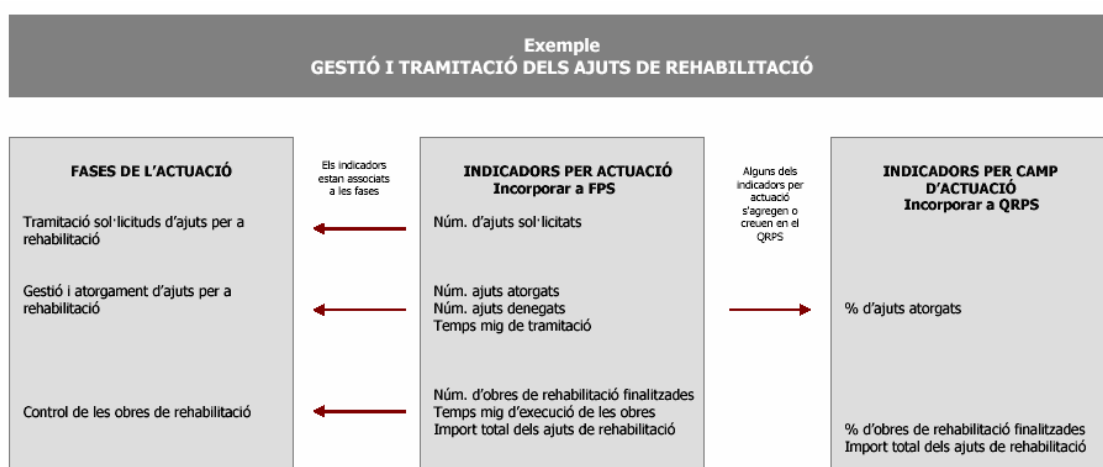 Exemple
GESTIÓ I TRAMITACIÓ DELS AJUTS DE REHABILITACIÓ
FASES DE L'ACTUACIÓ
Tramitació sol·licituds d'ajuts per a
rehabilitació
Gestió i atorgament d'ajuts per a
rehabilitació
Control de les obres de rehabilitació
Els indicadors
estan associats
a les fases
INDICADORS PER ACTUACIÓ
Incorporar a FPS
Núm. d'ajuts sol·licitats
Núm. ajuts atorgats
Núm. ajuts denegats
Temps mig de tramitació
Núm. d'obres de rehabilitació finalitzades
Temps mig d'execució de les obres
Import total dels ajuts de rehabilitació
Alguns dels
indicadors per
actuació
s'agregen o
creuen en el
QRPS
INDICADORS PER CAMP
D'ACTUACIÓ
Incorporar a QRPS
% d'ajuts atorgats
% d'obres de rehabilitació finalitzades
Import total dels ajuts de rehabilitació